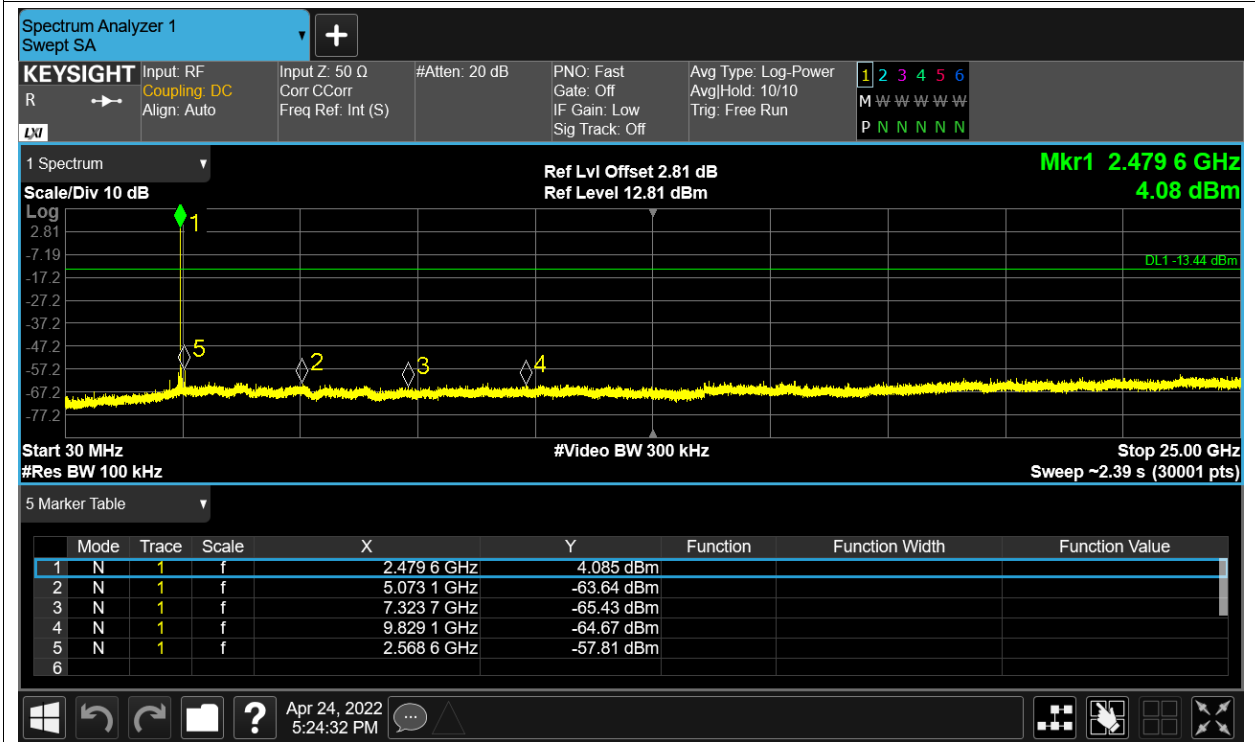 Spectrum Analyzer 1
Swept SA
+
KEYSIGHT Input: RF Input Z: 50 Ω #Atten: 20 dB PNO: Fast Avg Type: Log-Power 1 2 3 4 5 6
R Coupling: DC Corr CCorr Gate: Off Avg|Hold: 10/10 M W W W W W
Align: Auto Freq Ref: Int (S) IF Gain: Low Trig: Free Run
LXI Sig Track: Off P N N N N N
1 Spectrum Ref Lvl Offset 2.81 dB Mkr1 2.479 6 GHz
Scale/Div 10 dB Ref Level 12.81 dBm 4.08 dBm
Log
1
2.81
-7.19
DL1 -13.44 dBm
-17.2
-27.2
-37.2
-47.2 5
2
3
4
-57.2
-67.2
-77.2
Start 30 MHz #Video BW 300 kHz Stop 25.00 GHz
#Res BW 100 kHz Sweep ~2.39 s (30001 pts)
5 Marker Table
Mode Trace Scale X Y Function Function Width Function Value
1 N 1 f 2.479 6 GHz 4.085 dBm
2 N 1 f 5.073 1 GHz -63.64 dBm
3 N 1 f 7.323 7 GHz -65.43 dBm
4 N 1 f 9.829 1 GHz -64.67 dBm
5 N 1 f 2.568 6 GHz -57.81 dBm
6
? Apr 24, 2022
5:24:32 PM